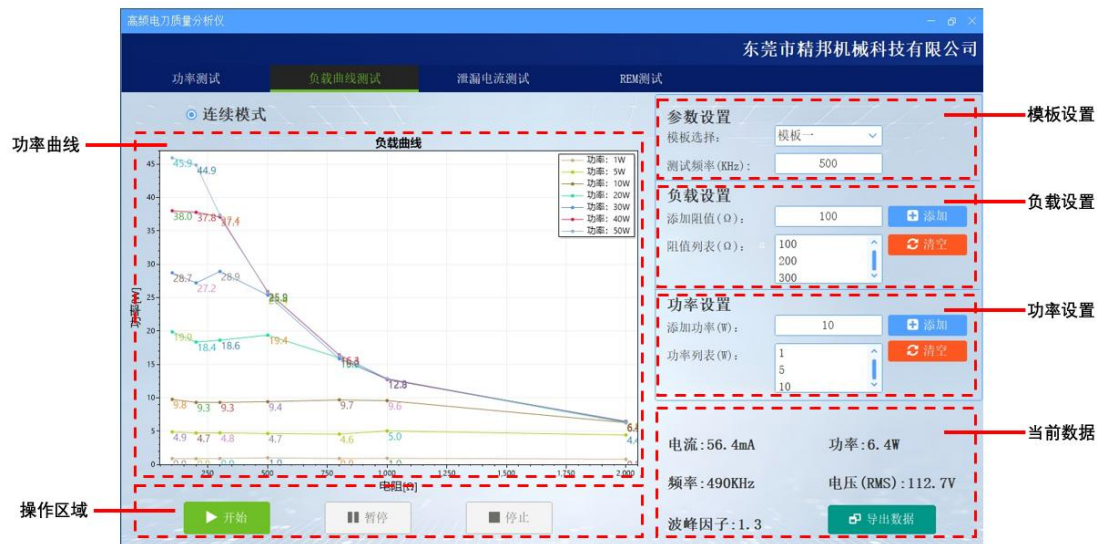 高频电刀质量分析仪
东莞市精邦机械科技有限公司
功率测试 负载曲线测试 泄漏电流测试 REM测试
连续模式
功率曲线
负载曲线
功率: 1W
功率: 5W
功率: 10W
功率: 20W
功率: 30W
功率: 40W
功率: 50W
功率[W]
45
40
35
30
25
20
15
10
5
0
45.9 44.9
38.0 37.8 37.4
28.7 27.2 28.9
25.8
19.9 18.4 18.6 19.4
16.3
12.8
9.8 9.3 9.3 9.4 9.7 9.6
4.9 4.7 4.8 4.7 4.6 5.0
250 500 750 1,000 1,250 1,500 1,750 2,000
电阻[Ω]
操作区域
开始 暂停 停止
参数设置
模板选择: 模板一
测试频率(KHz): 500
模板设置
负载设置
添加阻值(Ω): 100 添加
阻值列表(Ω): 100 清空
200
300
负载设置
功率设置
添加功率(W): 10 添加
功率列表(W): 1 清空
5
10
功率设置
电流:56.4mA 功率:6.4W
频率:490KHz 电压(RMS):112.7V
波峰因子:1.3 导出数据
当前数据